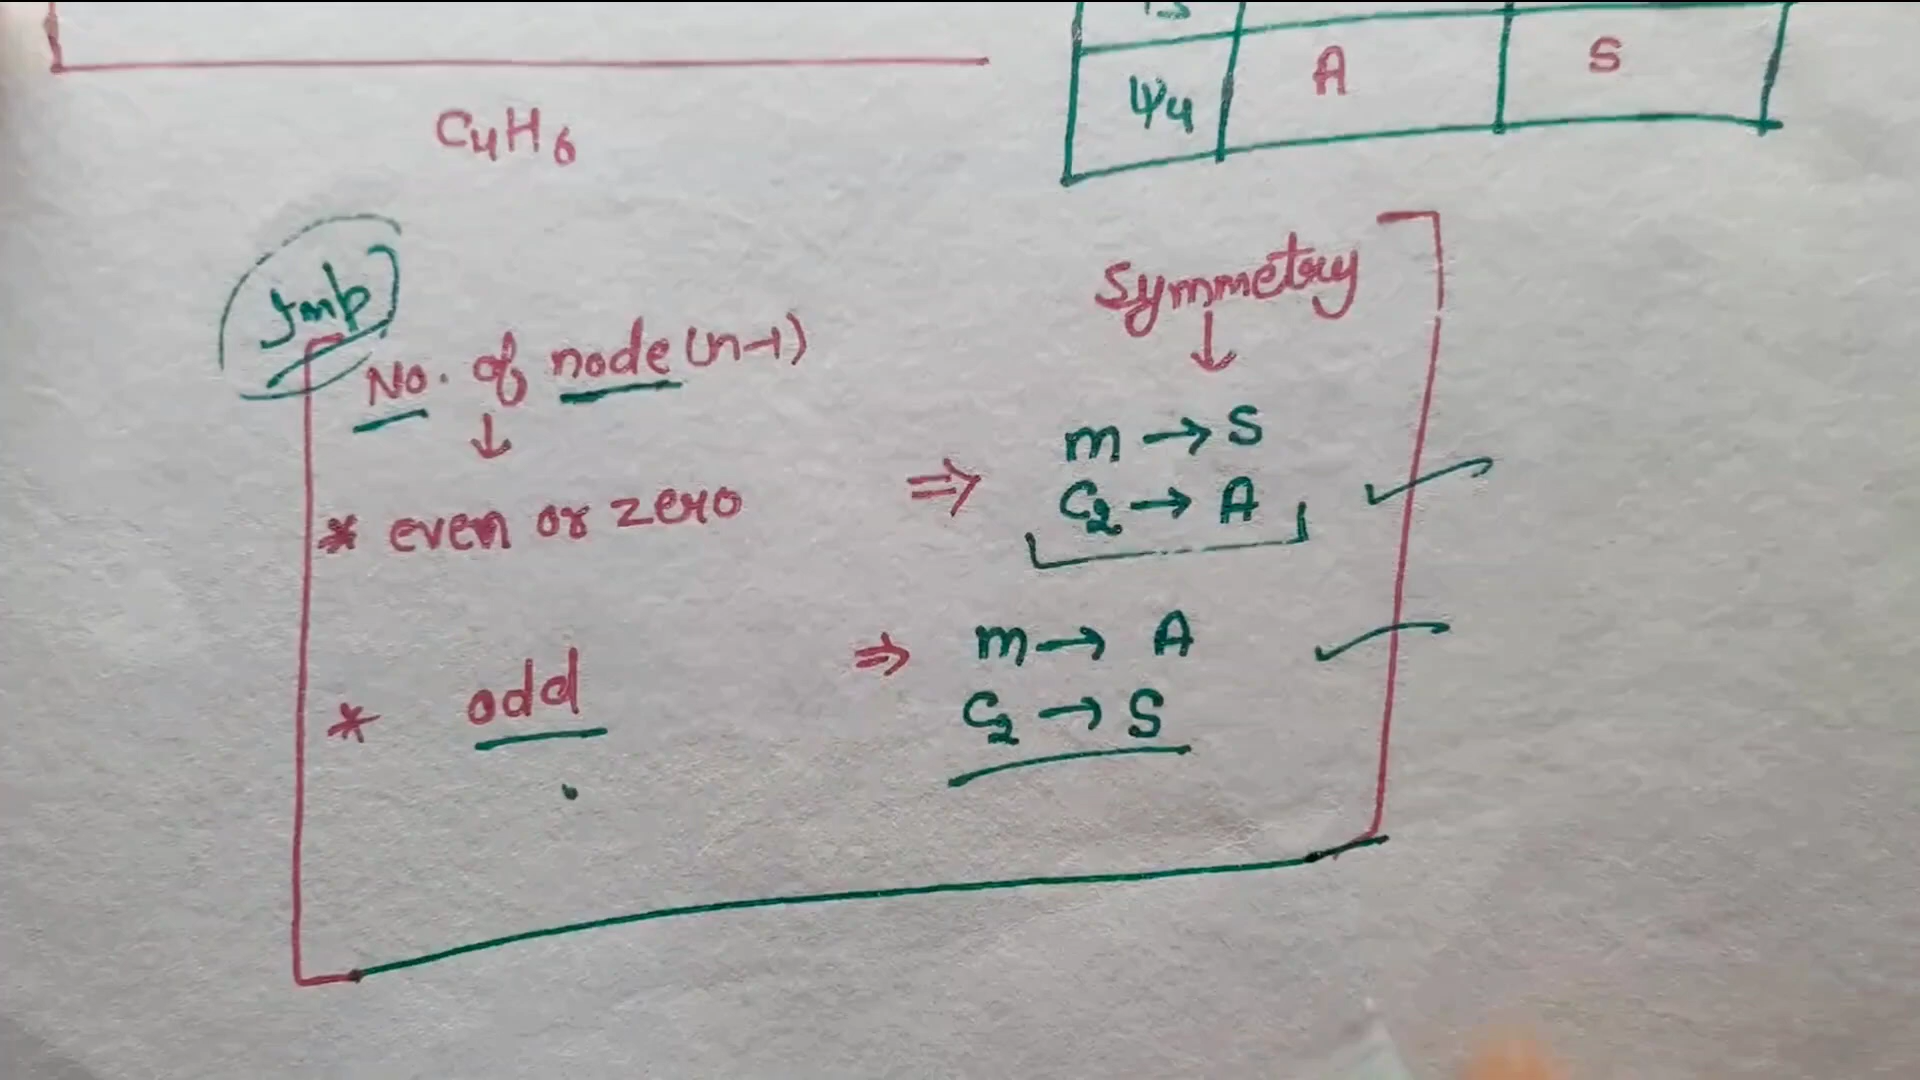 ψ4 A S
C4H6
Imp
No. of node (n-1)
Symmetry
↓
↓
* even or zero ⇒ m → S
C2 → A
* odd ⇒ m → A
C2 → S